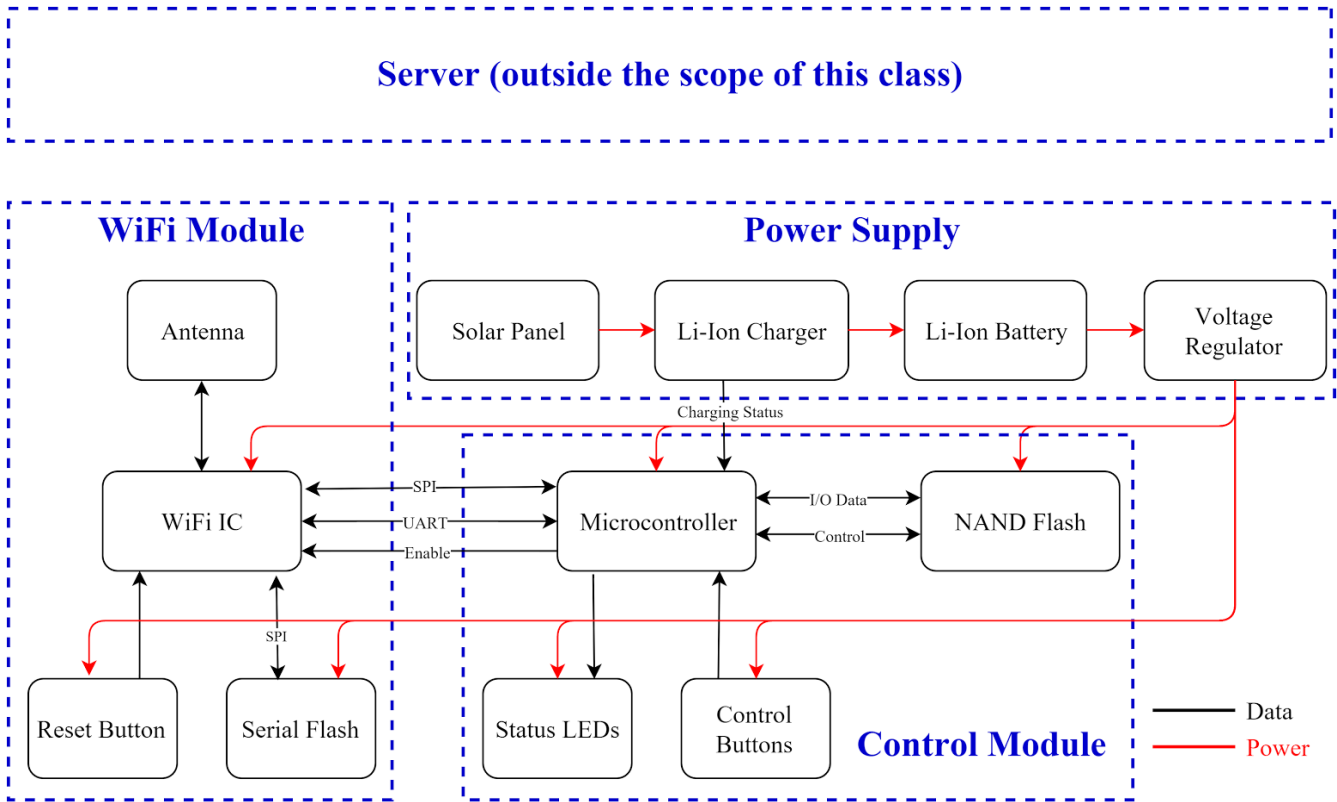 Server (outside the scope of this class)
WiFi Module
Power Supply
Antenna
Solar Panel
Li-Ion Charger
Li-Ion Battery
Voltage
Regulator
Charging Status
WiFi IC
SPI
UART
Enable
Microcontroller
I/O Data
Control
NAND Flash
SPI
Reset Button
Serial Flash
Status LEDs
Control
Buttons
Control Module
Data
Power